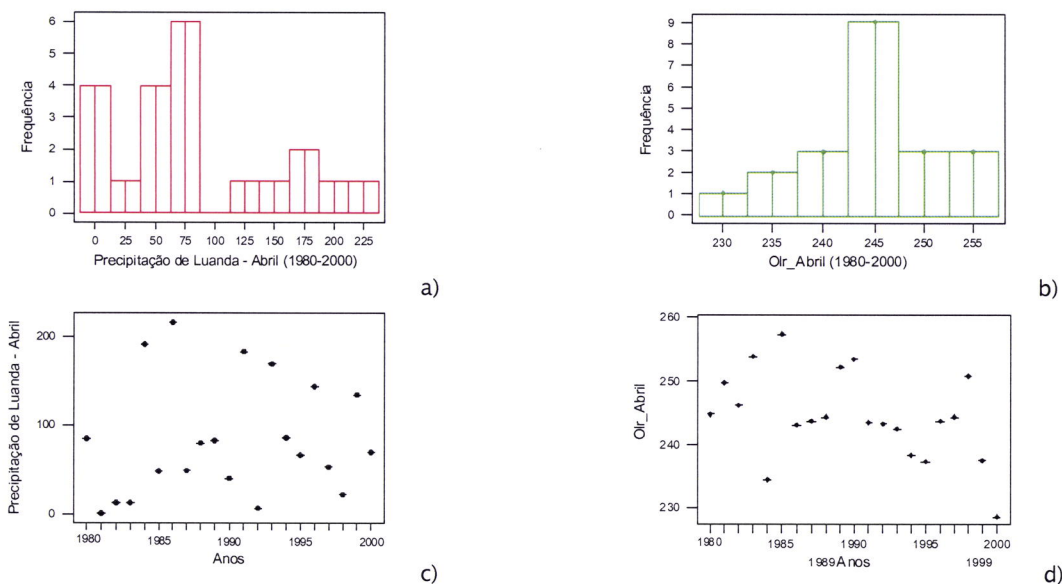 6
5
4
3
2
1
0
Frequência
0 25 50 75 100 125 150 175 200 225
Precipitação de Luanda - Abril (1980-2000)
a)
9
8
7
6
5
4
3
2
1
0
Frequência
230 235 240 245 250 255
Olr_Abril (1980-2000)
b)
200
100
0
Precipitação de Luanda - Abril
1980 1985 1990 1995 2000
Anos
c)
260
250
240
230
Olr_Abril
1980 1985 1990 1995 2000
1989Anos 1999
d)